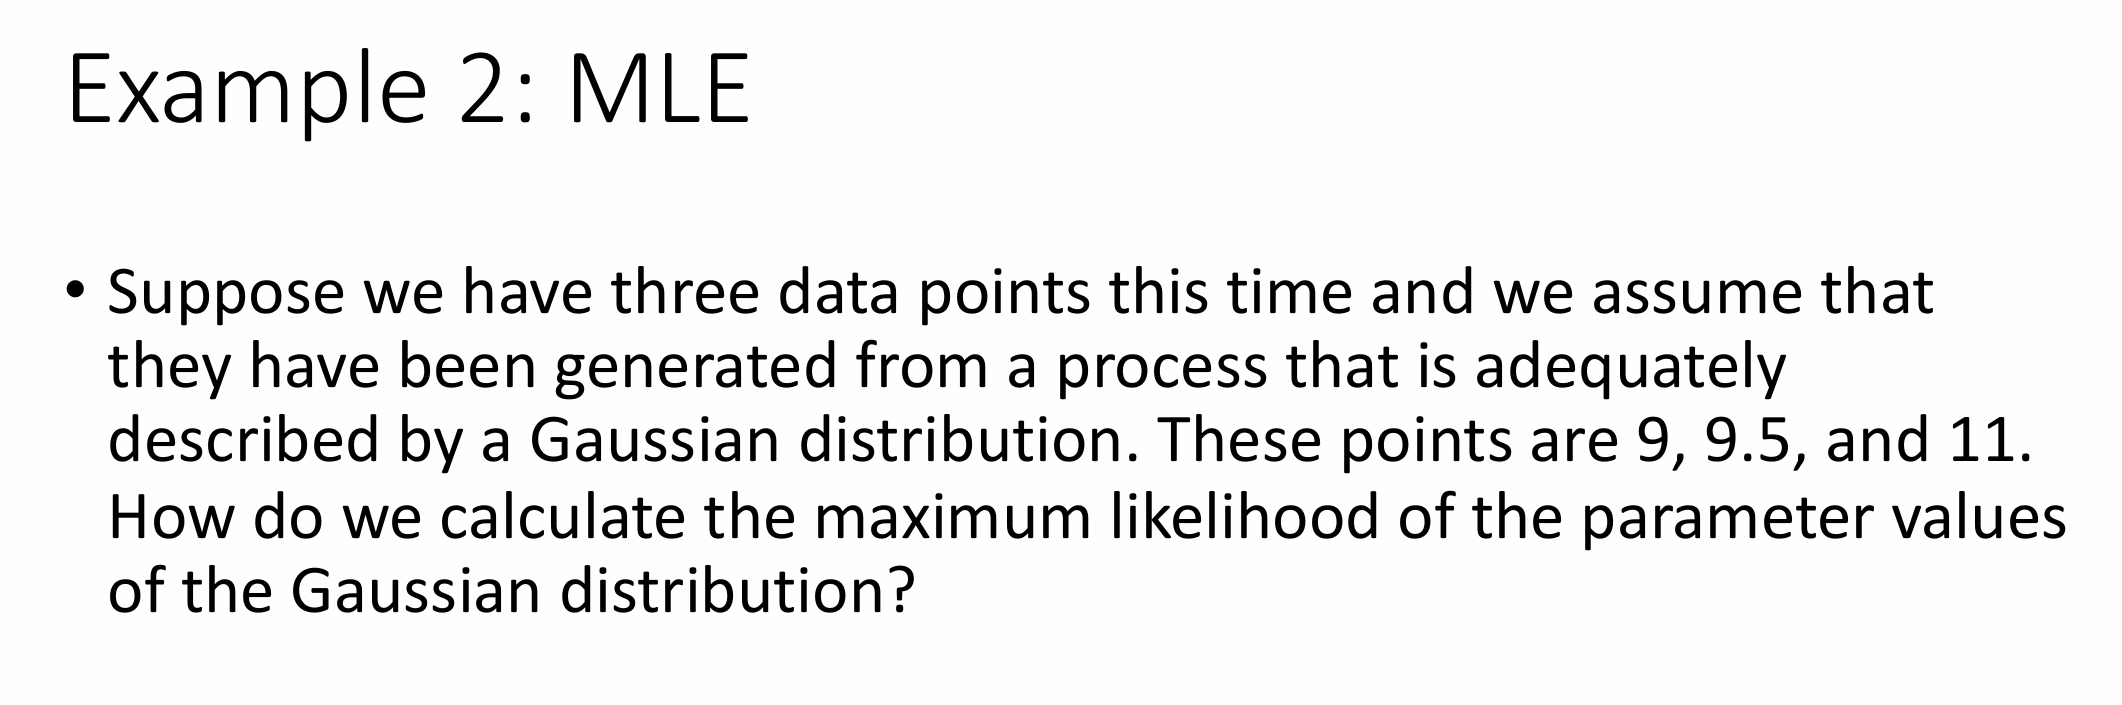 Example 2: MLE
• Suppose we have three data points this time and we assume that
they have been generated from a process that is adequately
described by a Gaussian distribution. These points are 9, 9.5, and 11.
How do we calculate the maximum likelihood of the parameter values
of the Gaussian distribution?